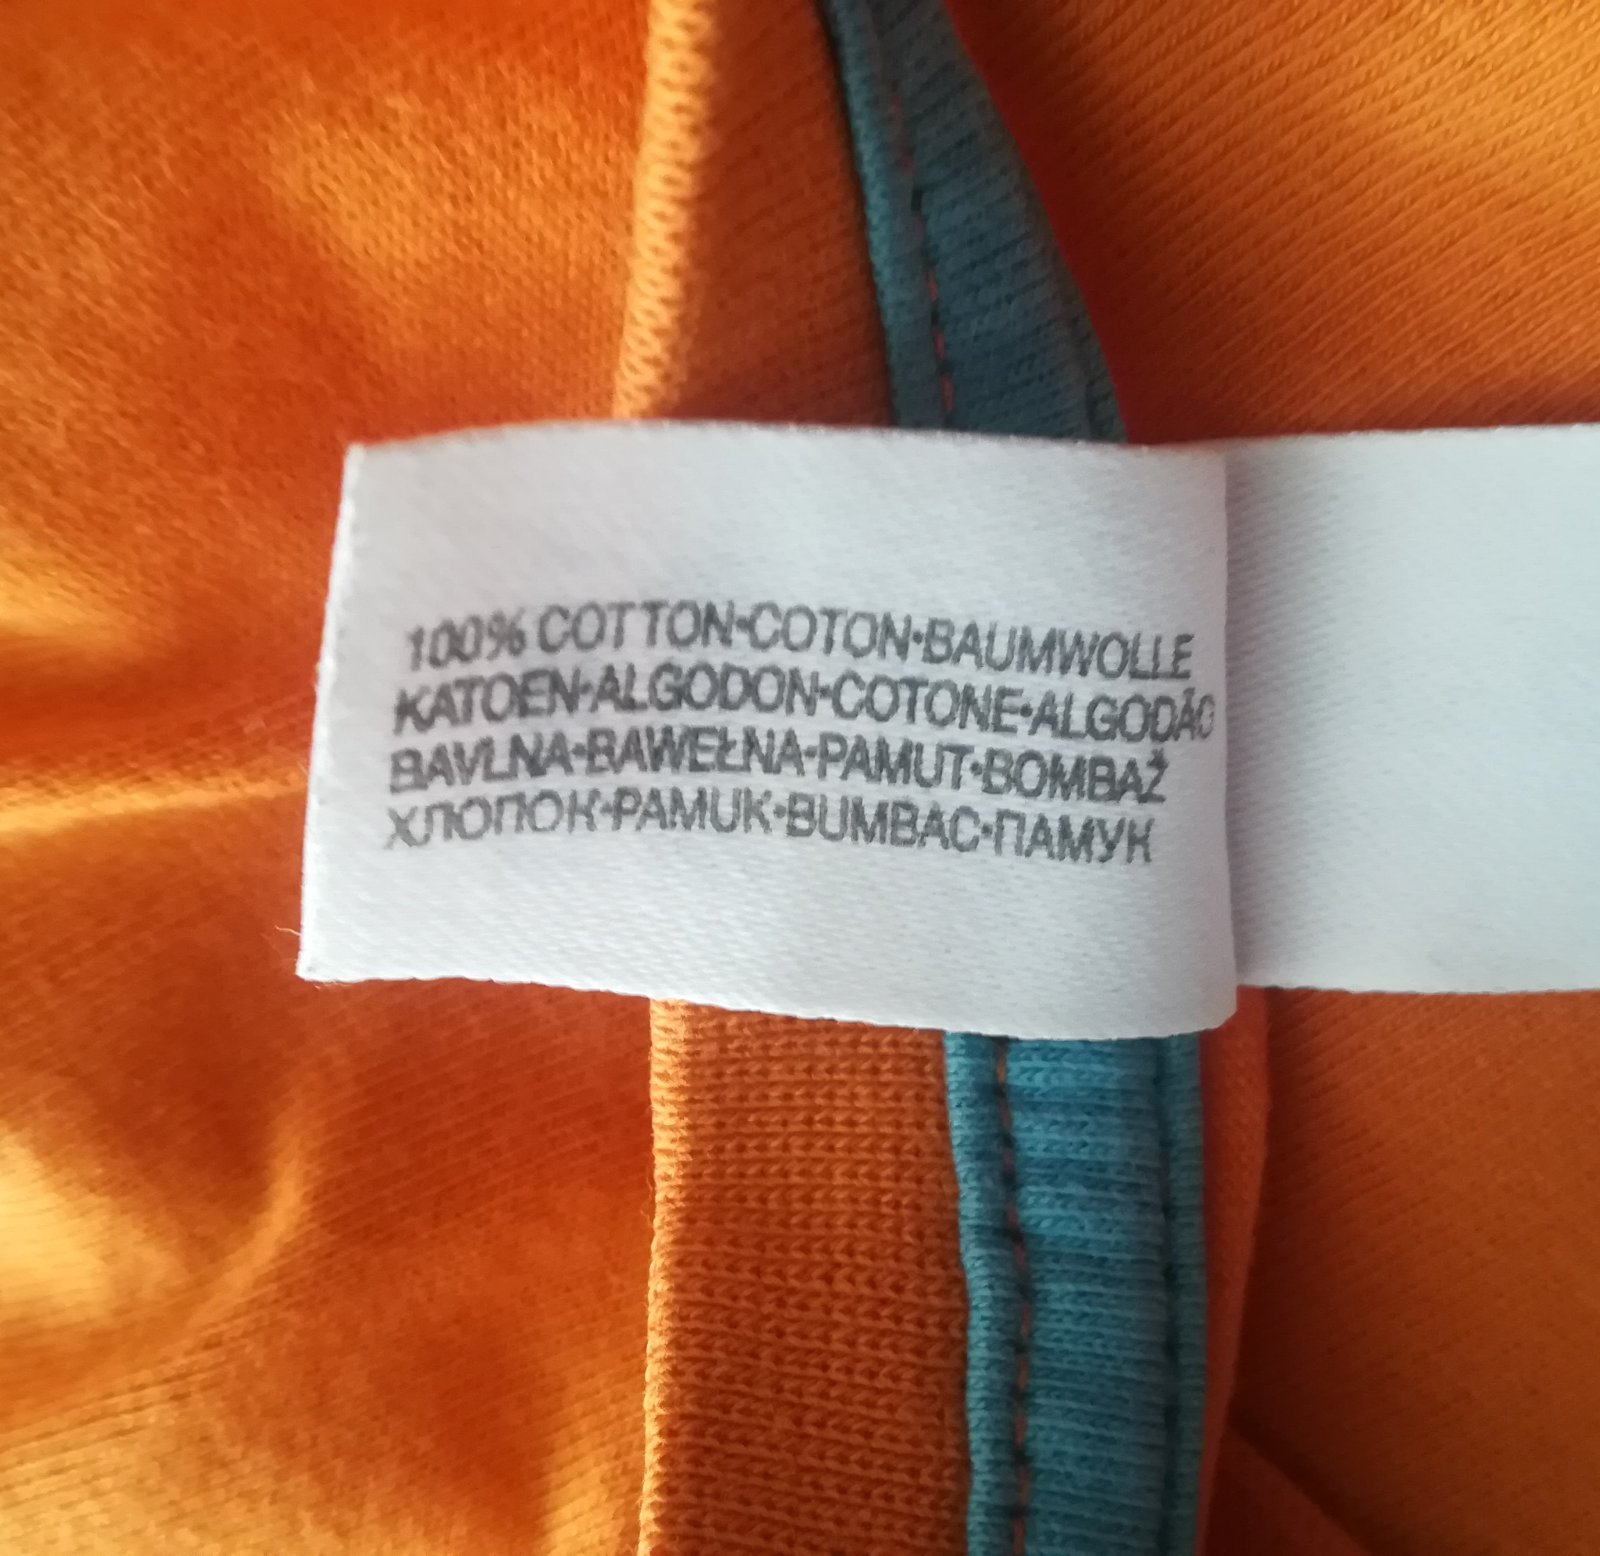 100% COTTON•COTON•BAUMWOLLE
KATOEN•ALGODON•COTONE•ALGODÃO
BAVLNA•BAWEŁNA•PAMUT•BOMBAŽ
ХЛОПОК•PAMUK•BUMBAC•ПАМУК